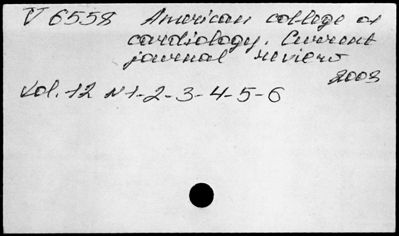 V 6558 American college of
cardiology. Current
journal review
2003
Vol. 12 N 1-2-3-4-5-6